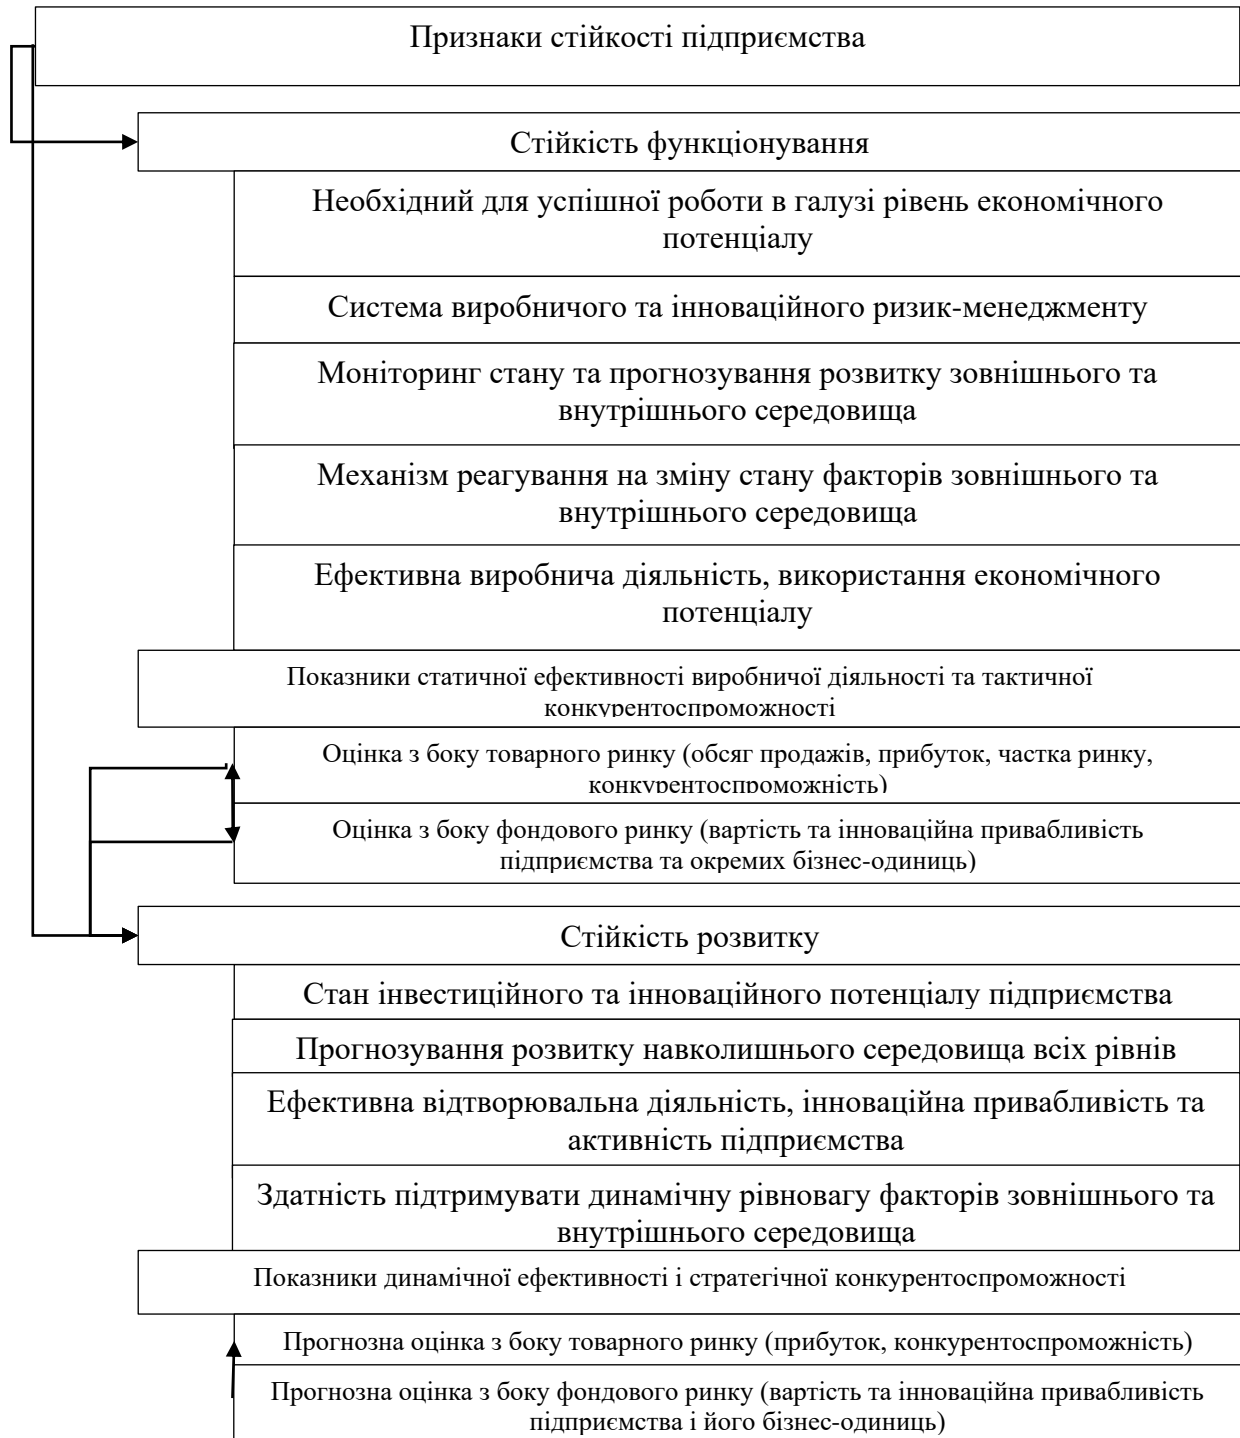 Признаки стійкості підприємства
Стійкість функціонування
Необхідний для успішної роботи в галузі рівень економічного
потенціалу
Система виробничого та інноваційного ризик-менеджменту
Моніторинг стану та прогнозування розвитку зовнішнього та
внутрішнього середовища
Механізм реагування на зміну стану факторів зовнішнього та
внутрішнього середовища
Ефективна виробнича діяльність, використання економічного
потенціалу
Показники статичної ефективності виробничої діяльності та тактичної
конкурентоспроможності
Оцінка з боку товарного ринку (обсяг продажів, прибуток, частка ринку,
конкурентоспроможність)
Оцінка з боку фондового ринку (вартість та інноваційна привабливість
підприємства та окремих бізнес-одиниць)
Стійкість розвитку
Стан інвестиційного та інноваційного потенціалу підприємства
Прогнозування розвитку навколишнього середовища всіх рівнів
Ефективна відтворювальна діяльність, інноваційна привабливість та
активність підприємства
Здатність підтримувати динамічну рівновагу факторів зовнішнього та
внутрішнього середовища
Показники динамічної ефективності і стратегічної конкурентоспроможності
Прогнозна оцінка з боку товарного ринку (прибуток, конкурентоспроможність)
Прогнозна оцінка з боку фондового ринку (вартість та інноваційна привабливість
підприємства і його бізнес-одиниць)